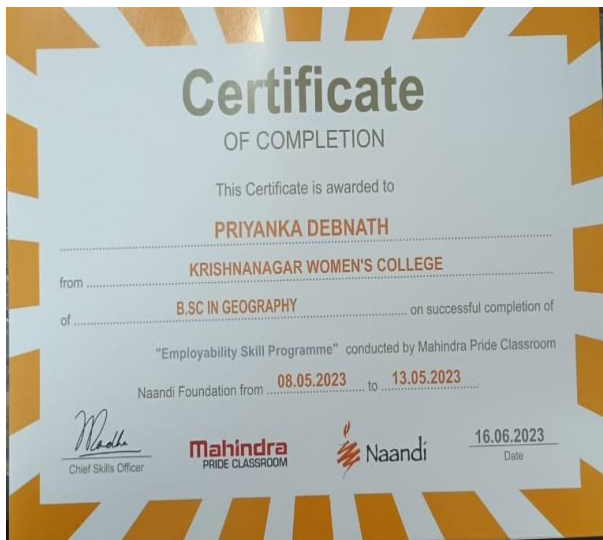 Certificate
OF COMPLETION
This Certificate is awarded to
PRIYANKA DEBNATH
from KRISHNANAGAR WOMEN'S COLLEGE
of B.SC IN GEOGRAPHY on successful completion of
"Employability Skill Programme" conducted by Mahindra Pride Classroom
Naandi Foundation from 08.05.2023 to 13.05.2023
Chief Skills Officer
Mahindra
PRIDE CLASSROOM
Naandi
16.06.2023
Date